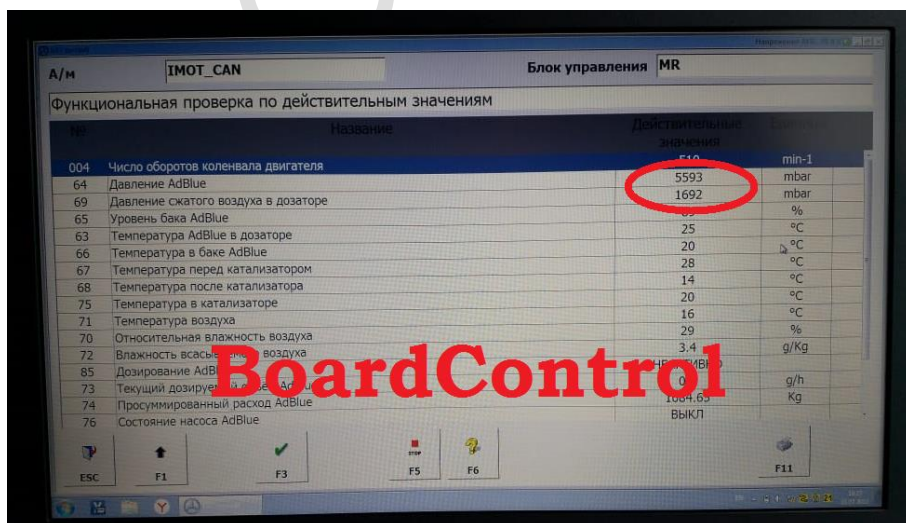 А/м IMOT_CAN Блок управления MR
Функциональная проверка по действительным значениям
№ Название Действительные значения
004 Число оборотов коленвала двигателя min-1
64 Давление AdBlue 5593 mbar
69 Давление сжатого воздуха в дозаторе 1692 mbar
65 Уровень бака AdBlue %
63 Температура AdBlue в дозаторе 25 °C
66 Температура в баке AdBlue 20 °C
67 Температура перед катализатором 28 °C
68 Температура после катализатора 14 °C
75 Температура в катализаторе 20 °C
71 Температура воздуха 16 °C
70 Относительная влажность воздуха 29 %
72 Влажность воздуха 3.4 g/Kg
85 Дозирование
73 Текущий g/h
74 Просуммированный расход AdBlue Kg
76 Состояние насоса AdBlue ВЫКЛ
BoardControl
ESC F1 F3 STOP F5 F6 F11